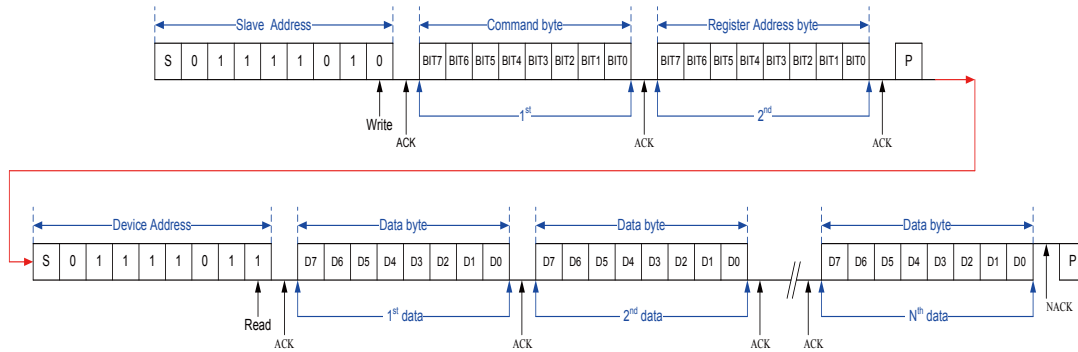 Slave Address Command byte Register Address byte
S 0 1 1 1 1 0 1 0 BIT7 BIT6 BIT5 BIT4 BIT3 BIT2 BIT1 BIT0 BIT7 BIT6 BIT5 BIT4 BIT3 BIT2 BIT1 BIT0 P
1st 2nd
Write ACK ACK ACK
Device Address Data byte Data byte Data byte
S 0 1 1 1 1 0 1 1 D7 D6 D5 D4 D3 D2 D1 D0 D7 D6 D5 D4 D3 D2 D1 D0 D7 D6 D5 D4 D3 D2 D1 D0 P
1st data 2nd data Nth data NACK
Read ACK ACK ACK ACK